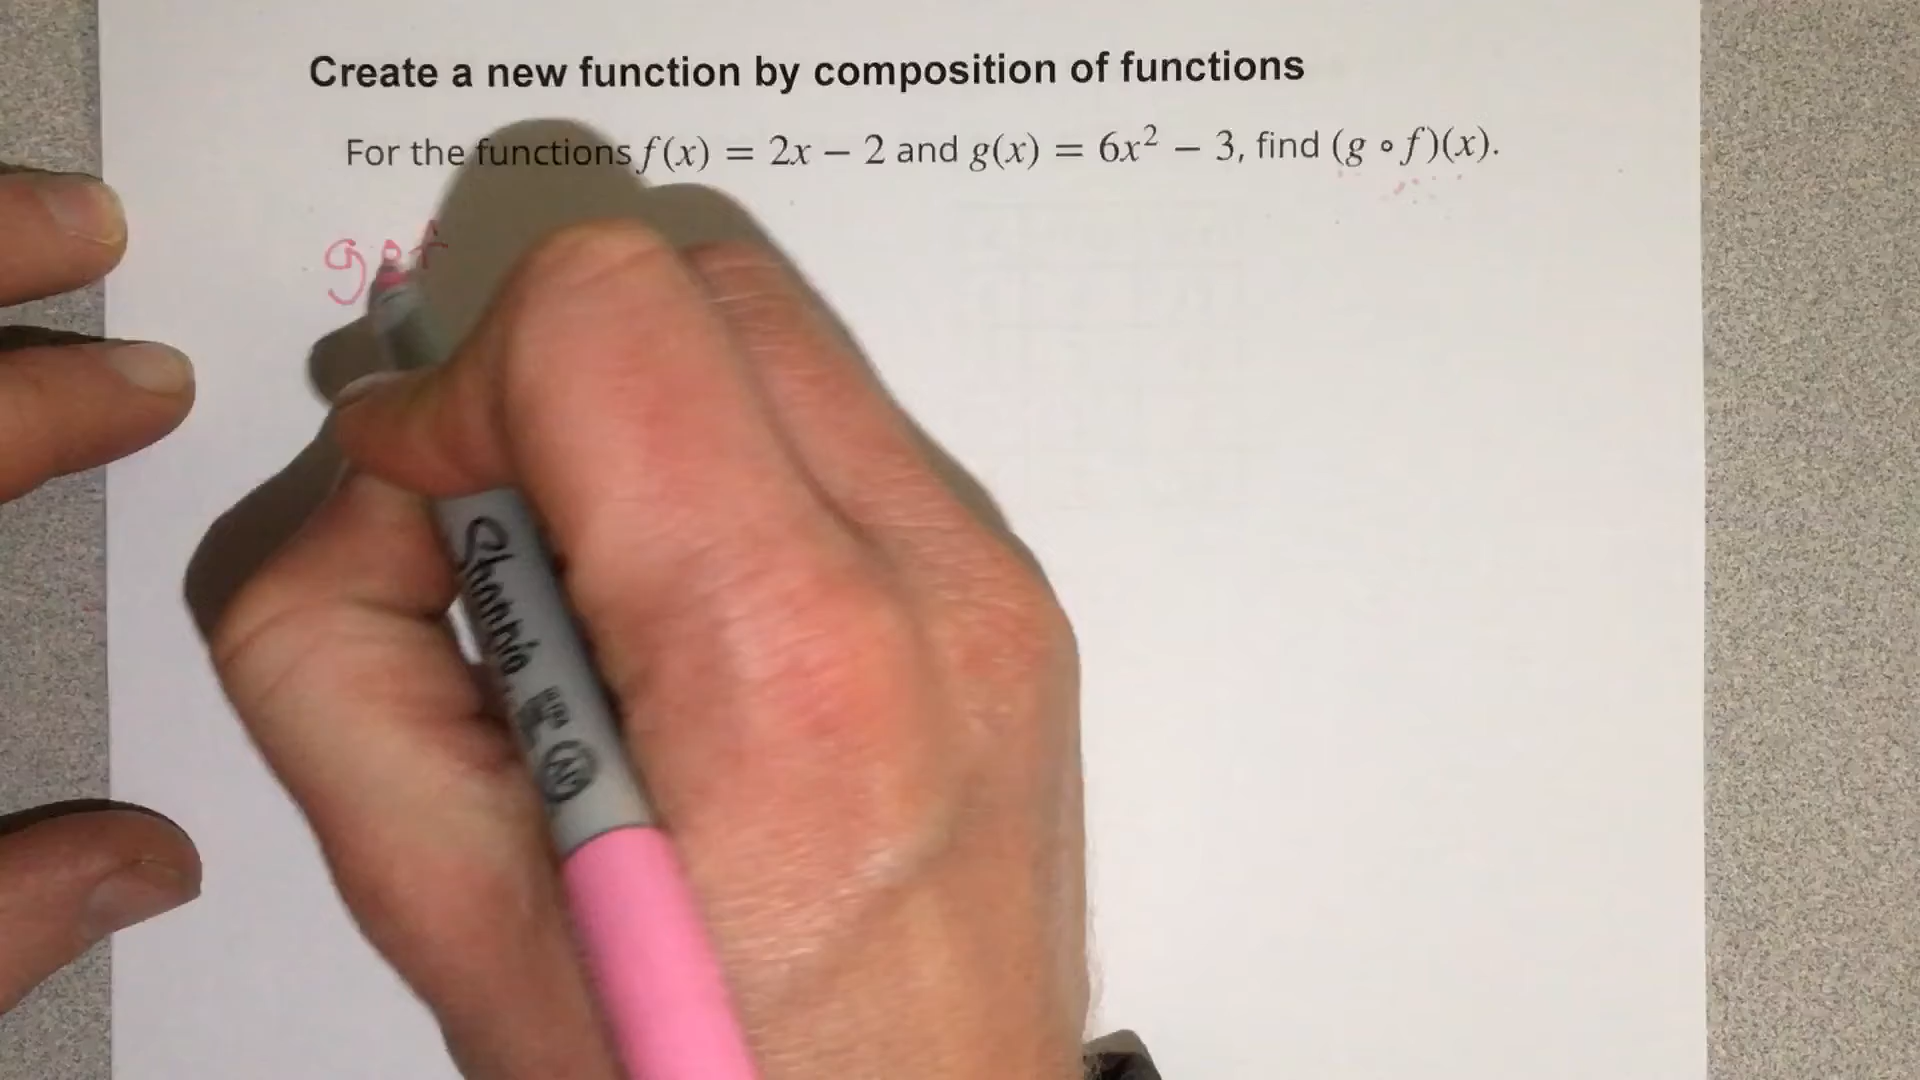 Create a new function by composition of functions
For the functions f(x) = 2x − 2 and g(x) = 6x² − 3, find (g ∘ f)(x).
g∘f
Sharpie